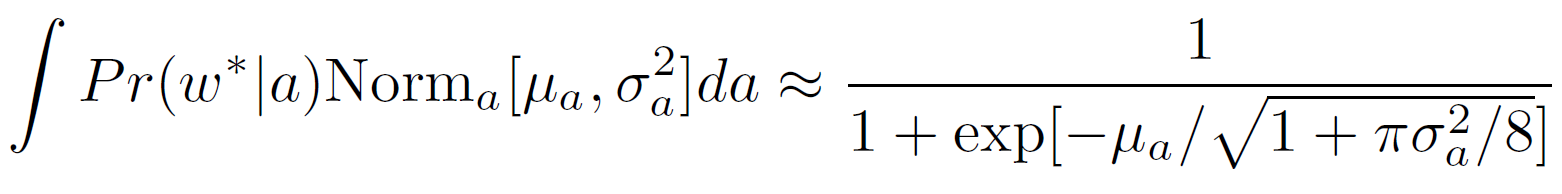 ∫ Pr(w*|a)Norm_a[μ_a, σ_a^2]da ≈ 1 / (1 + exp[−μ_a/√(1 + πσ_a^2/8)])